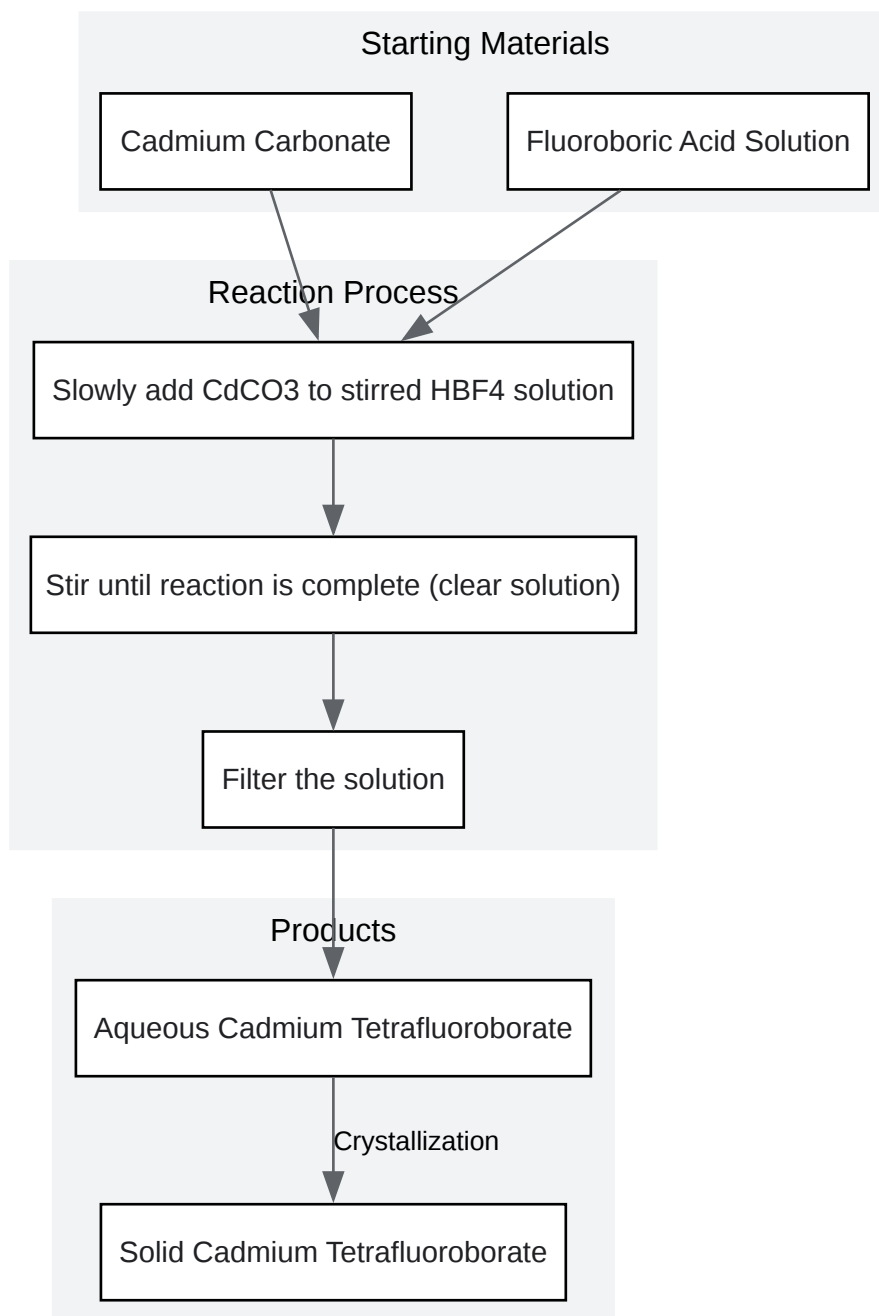 Starting Materials
Cadmium Carbonate
Fluoroboric Acid Solution
Reaction Process
Slowly add CdCO3 to stirred HBF4 solution
Stir until reaction is complete (clear solution)
Filter the solution
Products
Aqueous Cadmium Tetrafluoroborate
Crystallization
Solid Cadmium Tetrafluoroborate